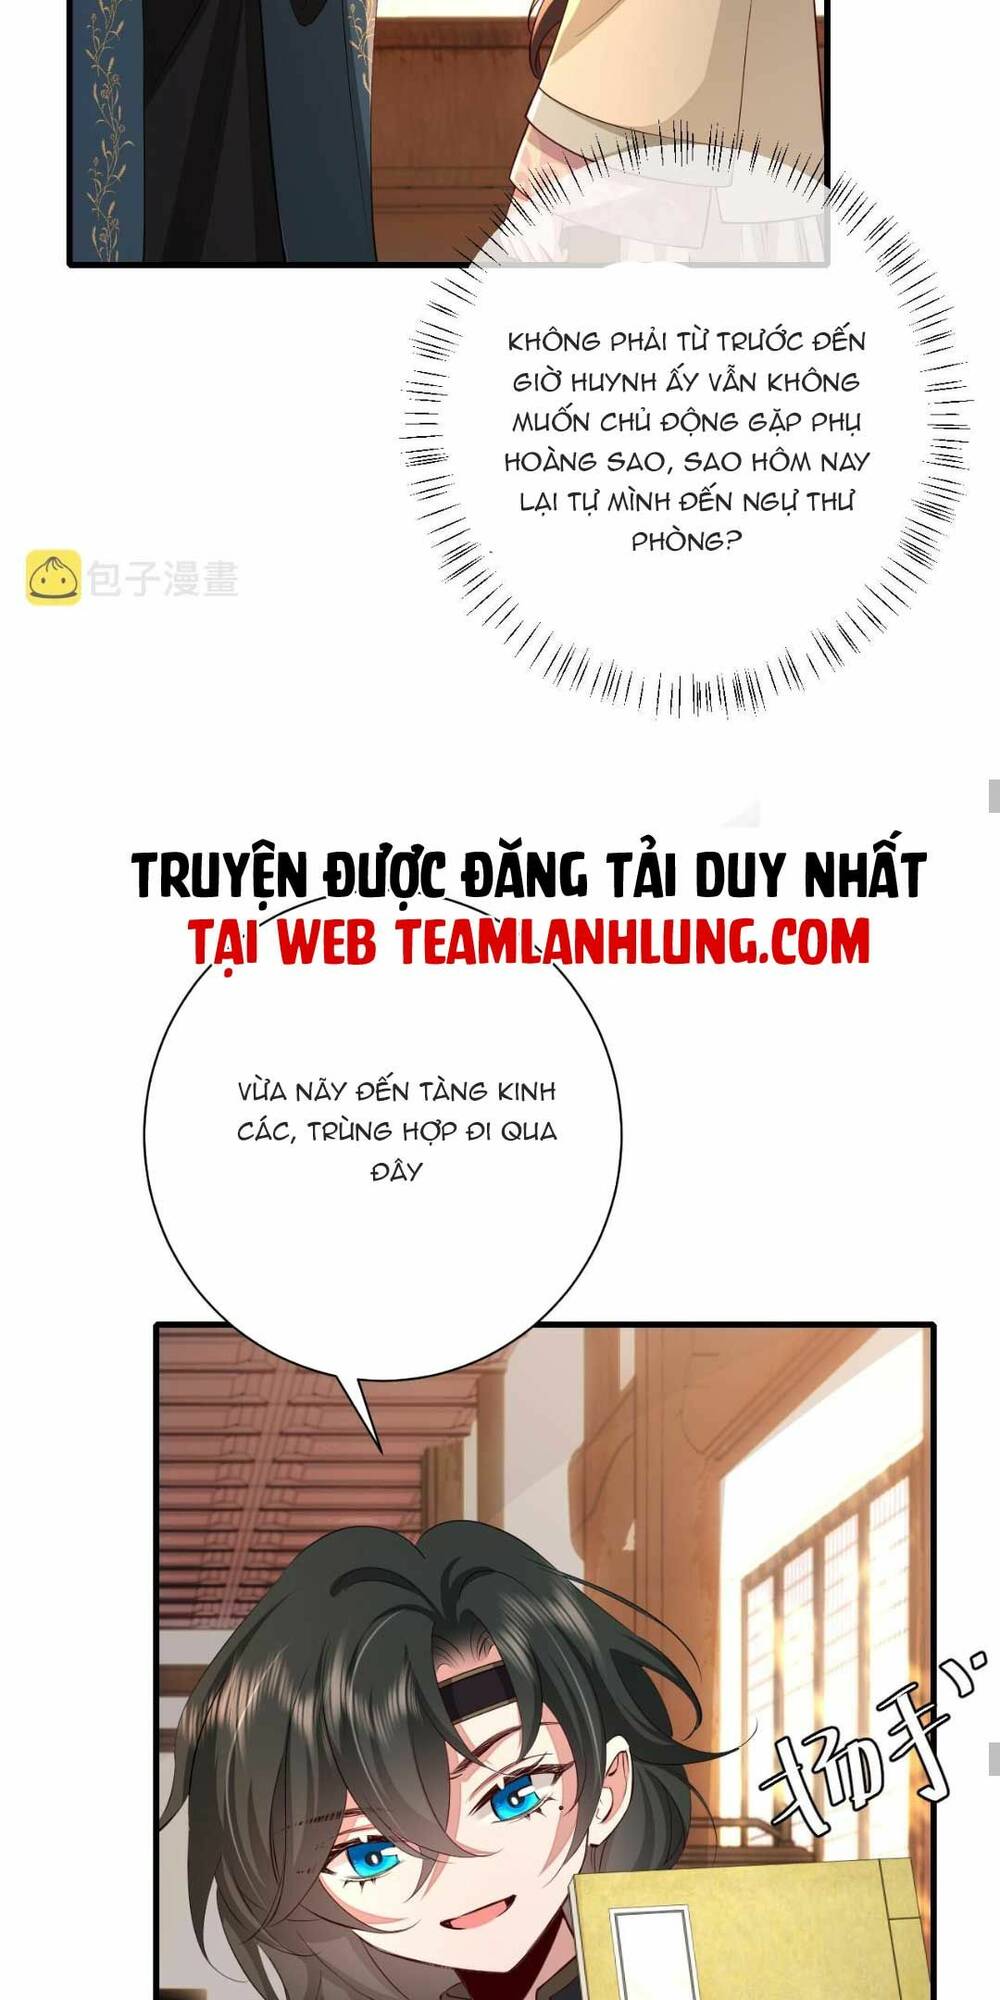 KHÔNG PHẢI TỪ TRƯỚC ĐẾN
GIỜ HUYNH ẤY VẪN KHÔNG
MUỐN CHỦ ĐỘNG GẶP PHỤ
HOÀNG SAO, SAO HÔM NAY
LẠI TỰ MÌNH ĐẾN NGỰ THƯ
PHÒNG?
包子漫畫
TRUYỆN ĐƯỢC ĐĂNG TẢI DUY NHẤT
TẠI WEB TEAMLANHLUNG.COM
VỪA NÃY ĐẾN TÀNG KINH
CÁC, TRÙNG HỢP ĐI QUA
ĐÂY
扬手